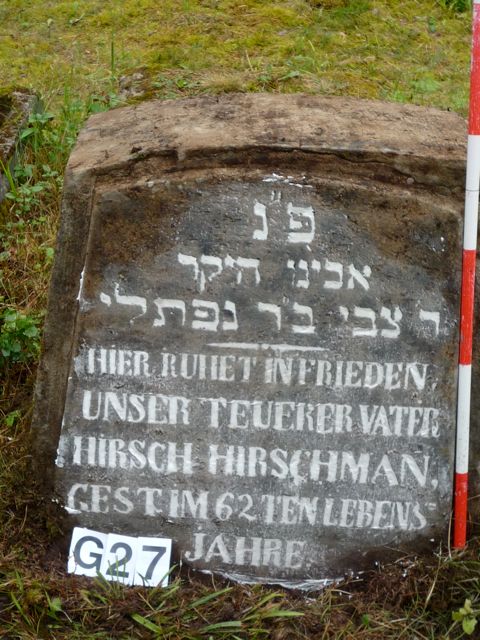 פ״נ
אבינו היקר
ר צבי בר נפתלי
HIER RUHET IN FRIEDEN
UNSER TEUEKER VATER
HIRSCH HIRSCHMAN.
GEST. IM 62 TEN LEBENS
JAHRE
G27